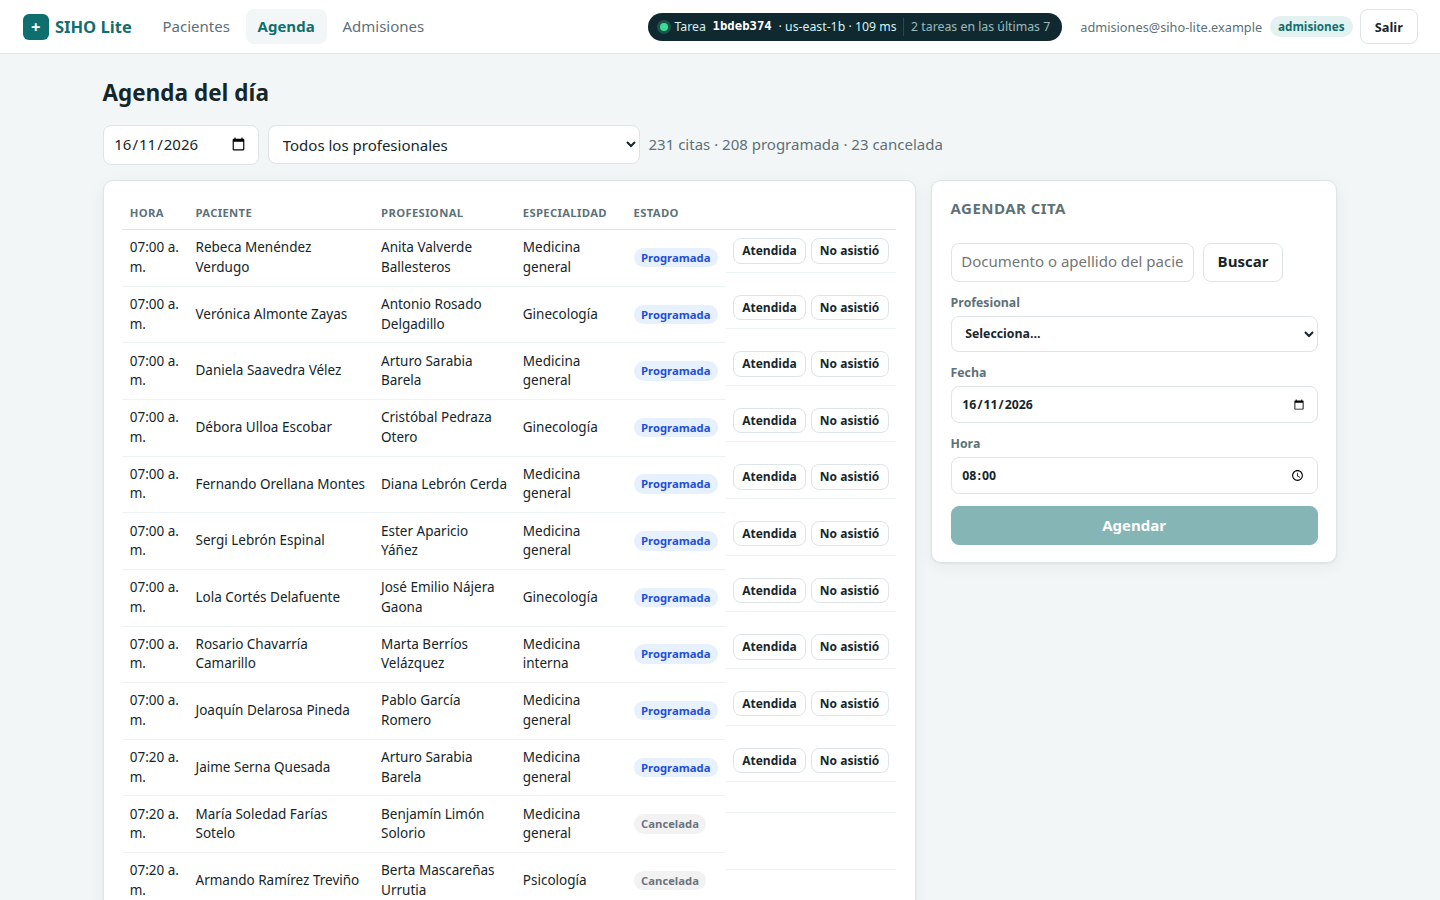 + SIHO Lite Pacientes Agenda Admisiones Tarea 1bdeb374 · us-east-1b · 109 ms 2 tareas en las últimas 7 admisiones@siho-lite.example admisiones Salir
Agenda del día
16/11/2026 Todos los profesionales 231 citas · 208 programada · 23 cancelada
HORA PACIENTE PROFESIONAL ESPECIALIDAD ESTADO
07:00 a. m. Rebeca Menéndez Verdugo Anita Valverde Ballesteros Medicina general Programada Atendida No asistió
07:00 a. m. Verónica Almonte Zayas Antonio Rosado Delgadillo Ginecología Programada Atendida No asistió
07:00 a. m. Daniela Saavedra Vélez Arturo Sarabia Barela Medicina general Programada Atendida No asistió
07:00 a. m. Débora Ulloa Escobar Cristóbal Pedraza Otero Ginecología Programada Atendida No asistió
07:00 a. m. Fernando Orellana Montes Diana Lebrón Cerda Medicina general Programada Atendida No asistió
07:00 a. m. Sergi Lebrón Espinal Ester Aparicio Yáñez Medicina general Programada Atendida No asistió
07:00 a. m. Lola Cortés Delafuente José Emilio Nájera Gaona Ginecología Programada Atendida No asistió
07:00 a. m. Rosario Chavarría Camarillo Marta Berríos Velázquez Medicina interna Programada Atendida No asistió
07:00 a. m. Joaquín Delarosa Pineda Pablo García Romero Medicina general Programada Atendida No asistió
07:20 a. m. Jaime Serna Quesada Arturo Sarabia Barela Medicina general Programada Atendida No asistió
07:20 a. m. María Soledad Farías Sotelo Benjamín Limón Solorio Medicina general Cancelada
07:20 a. m. Armando Ramírez Treviño Berta Mascareñas Urrutia Psicología Cancelada
AGENDAR CITA
Documento o apellido del pacie Buscar
Profesional
Selecciona...
Fecha
16/11/2026
Hora
08:00
Agendar